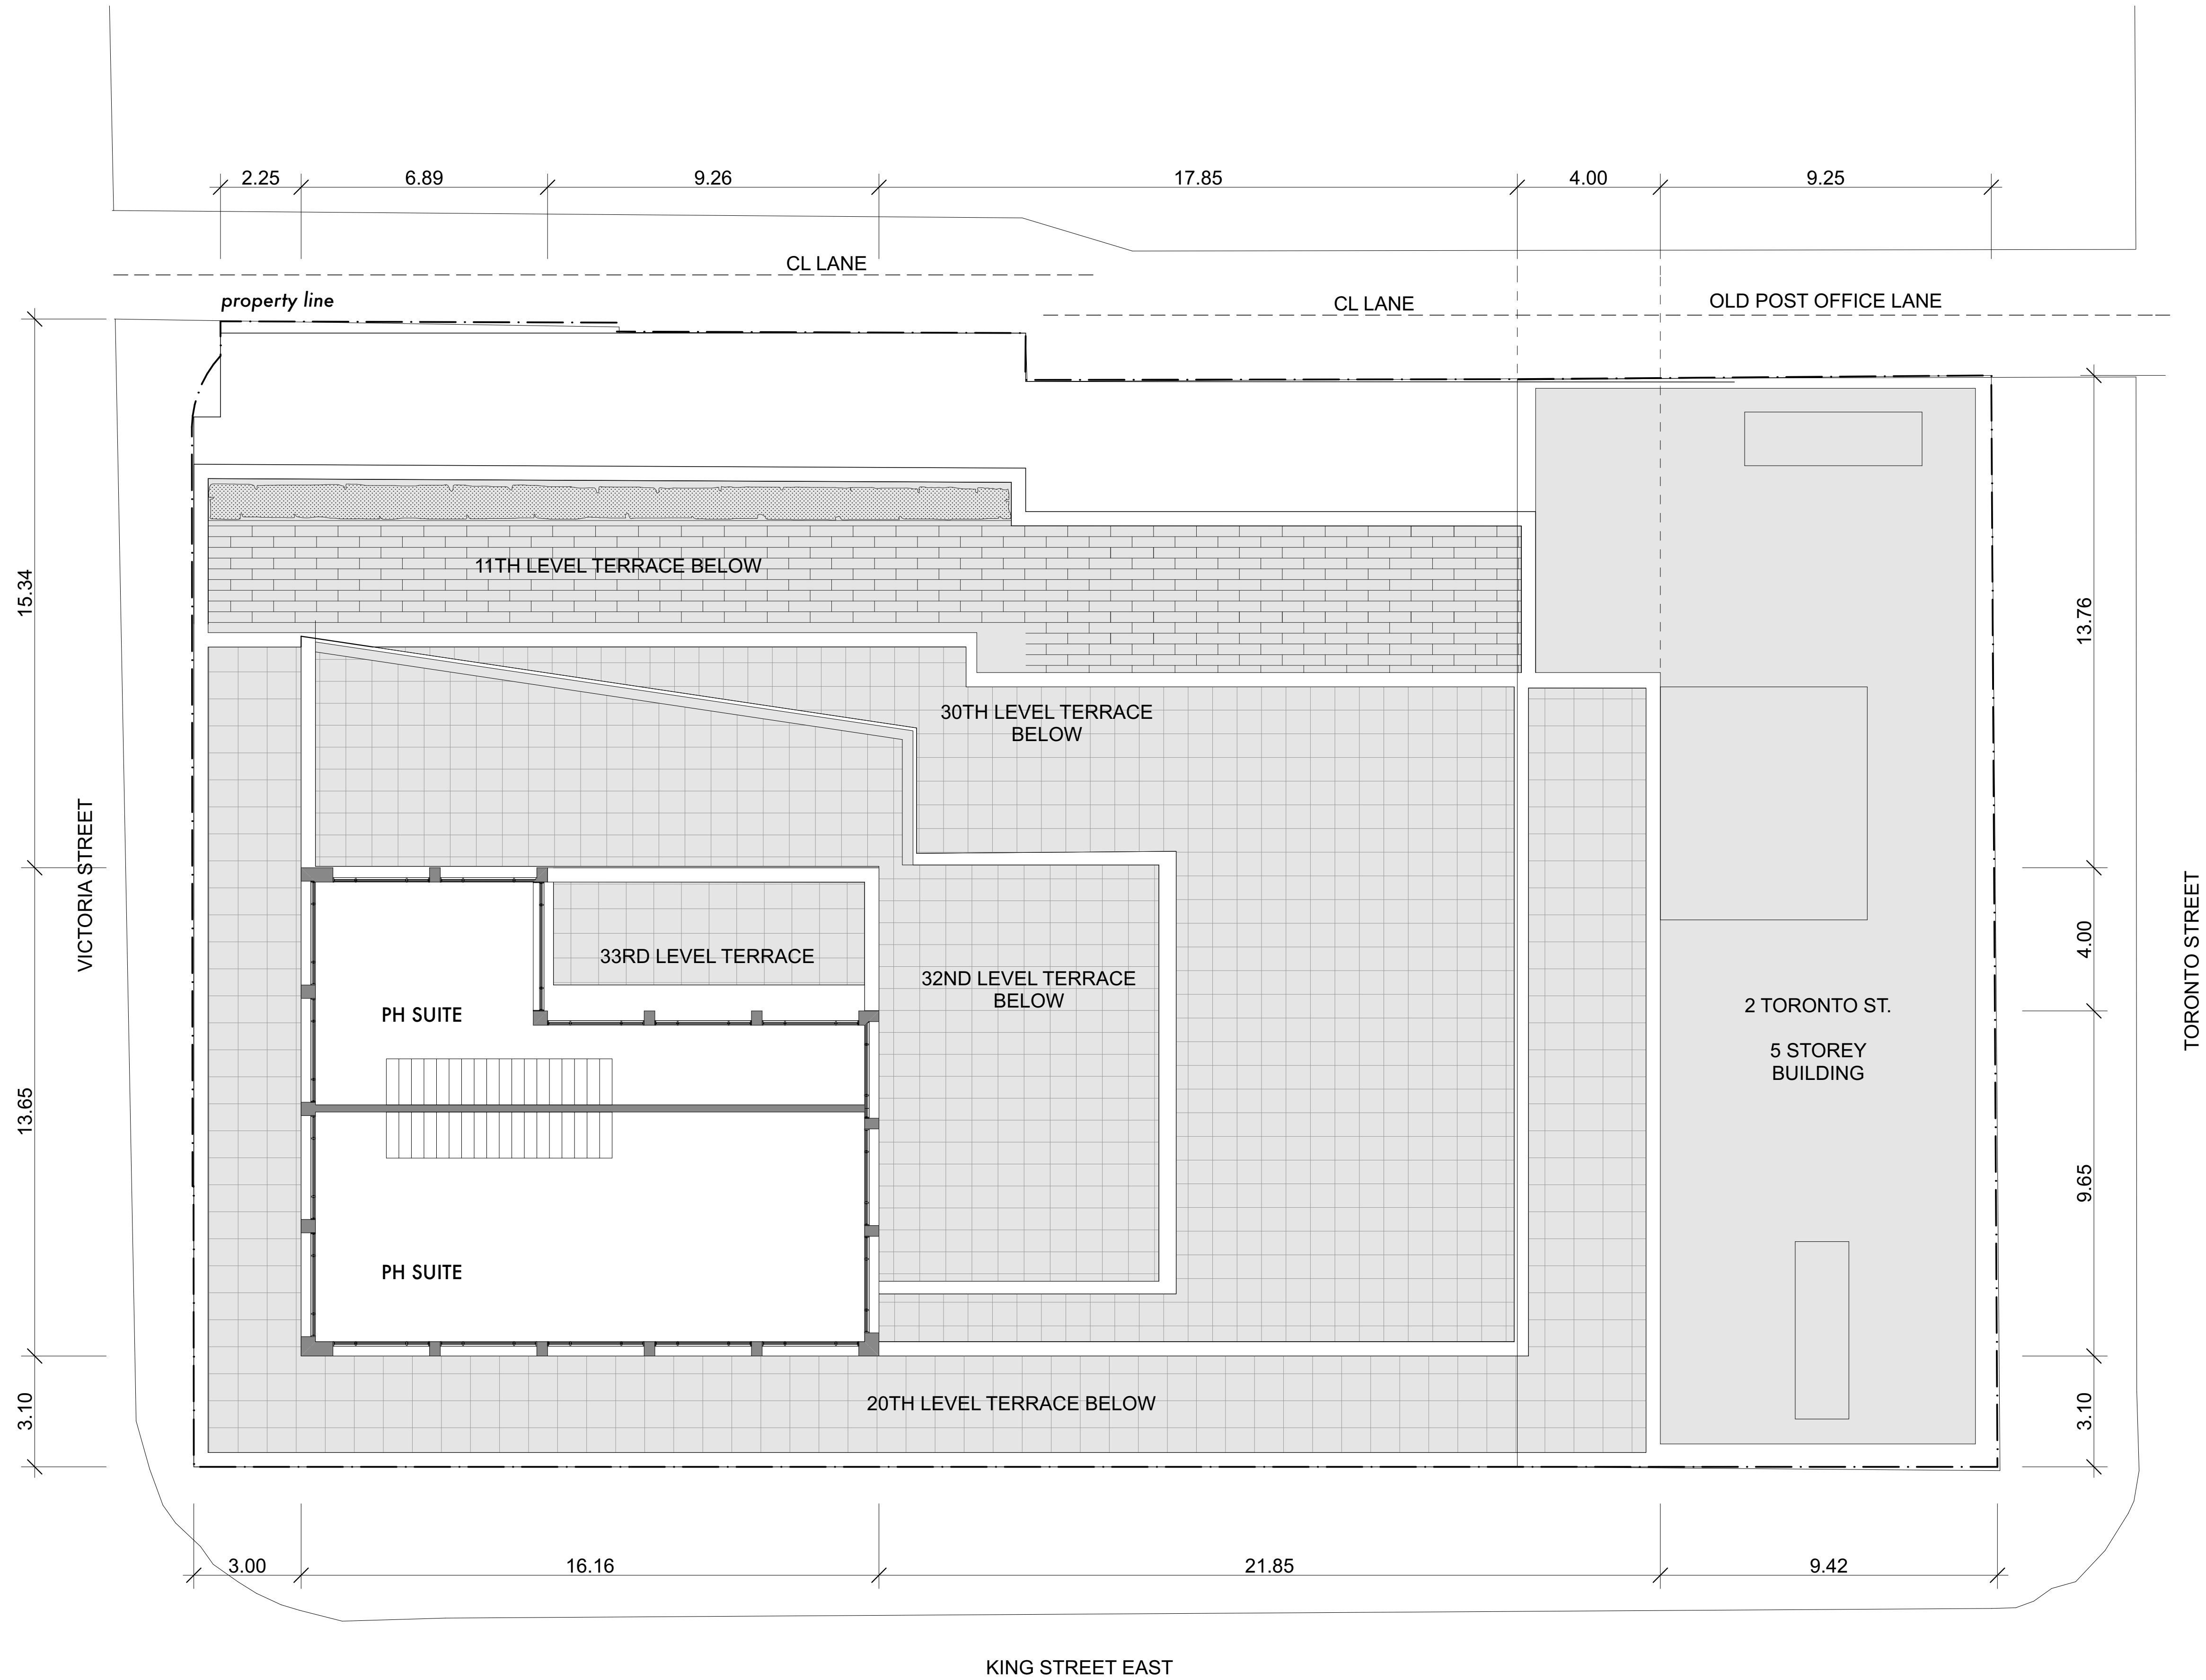 2.25 6.89 9.26 17.85 4.00 9.25
CL LANE
property line
CL LANE
OLD POST OFFICE LANE
11TH LEVEL TERRACE BELOW
15.34
13.76
30TH LEVEL TERRACE
BELOW
VICTORIA STREET
TORONTO STREET
33RD LEVEL TERRACE
4.00
32ND LEVEL TERRACE
BELOW
PH SUITE
2 TORONTO ST.
5 STOREY
BUILDING
13.65
9.65
PH SUITE
20TH LEVEL TERRACE BELOW
3.10
3.10
3.00 16.16 21.85 9.42
KING STREET EAST